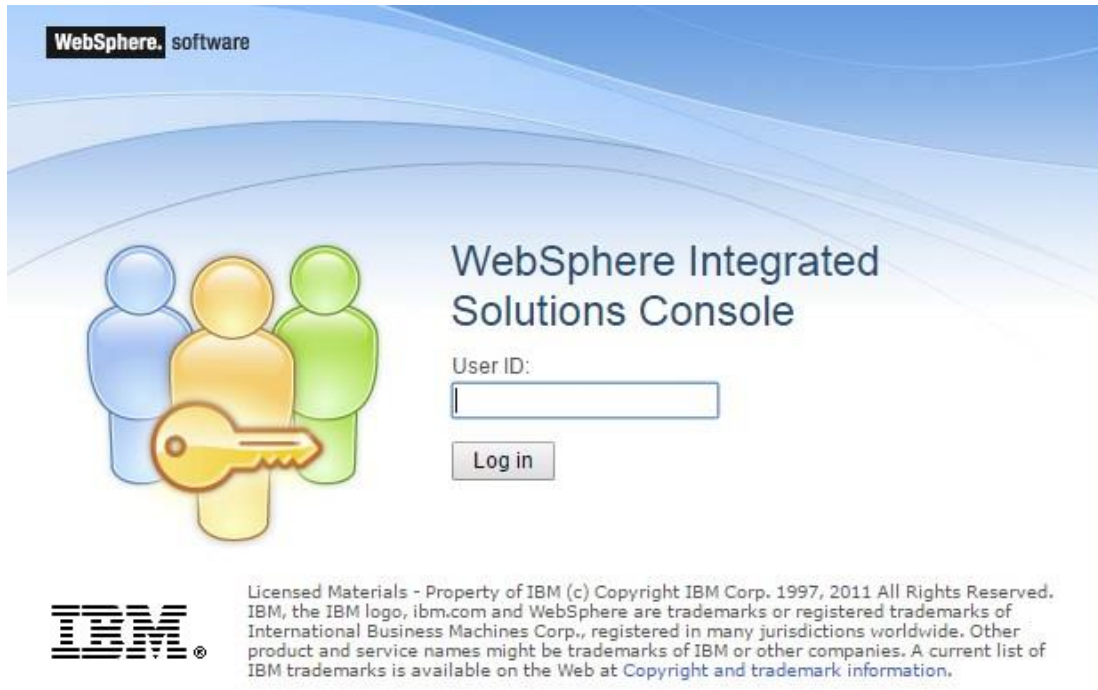 WebSphere. software
WebSphere Integrated
Solutions Console
User ID:
Log in
Licensed Materials - Property of IBM (c) Copyright IBM Corp. 1997, 2011 All Rights Reserved.
IBM, the IBM logo, ibm.com and WebSphere are trademarks or registered trademarks of
International Business Machines Corp., registered in many jurisdictions worldwide. Other
product and service names might be trademarks of IBM or other companies. A current list of
IBM trademarks is available on the Web at Copyright and trademark information.
IBM®